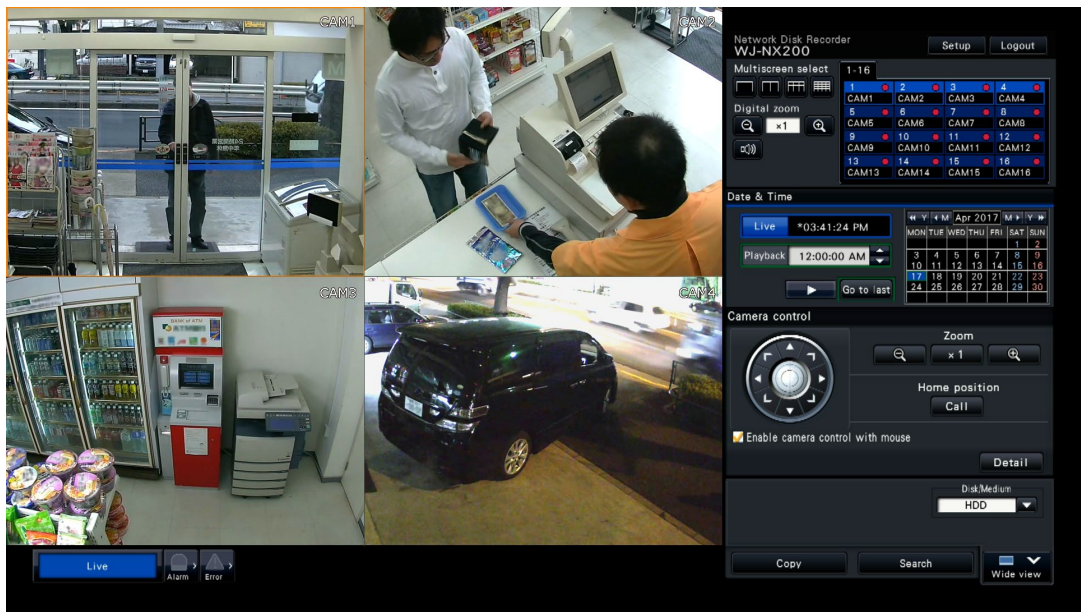 CAM1
CAM2
CAM3
BANK of ATM
CAM4
Network Disk Recorder
WJ-NX200
Setup
Logout
Multiscreen select
1-16
1 2 3 4
CAM1 CAM2 CAM3 CAM4
Digital zoom
5 6 7 8
CAM5 CAM6 CAM7 CAM8
×1
9 10 11 12
CAM9 CAM10 CAM11 CAM12
13 14 15 16
CAM13 CAM14 CAM15 CAM16
Date & Time
Live *03:41:24 PM
Y M Apr 2017 M Y
MON TUE WED THU FRI SAT SUN
1 2
Playback 12:00:00 AM
3 4 5 6 7 8 9
10 11 12 13 14 15 16
17 18 19 20 21 22 23
24 25 26 27 28 29 30
Go to last
Camera control
Zoom
×1
Home position
Call
Enable camera control with mouse
Detail
Disk/Medium
HDD
Live
Alarm
Error
Copy
Search
Wide view